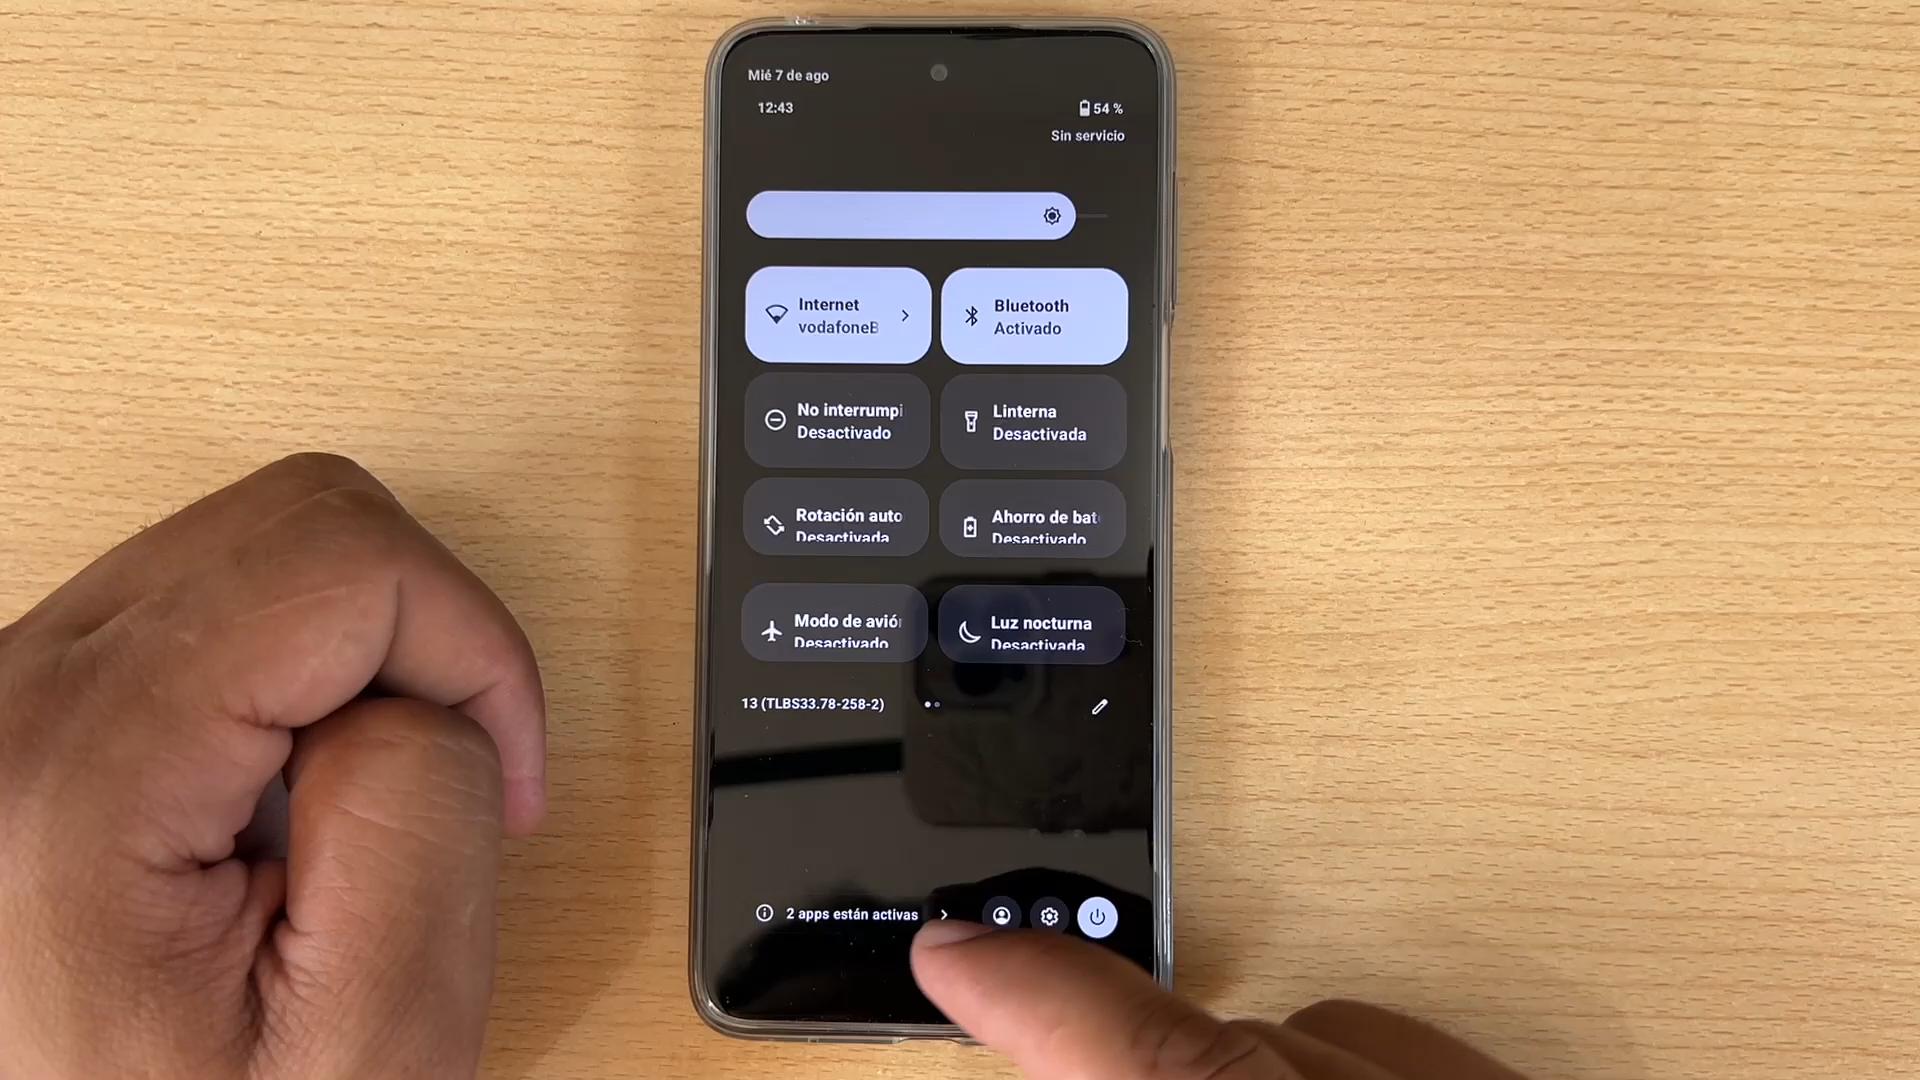 Mié 7 de ago
12:43
54 %
Sin servicio
Internet
vodafoneB
Bluetooth
Activado
No interrumpi
Desactivado
Linterna
Desactivada
Rotación auto
Desactivada
Ahorro de bat
Desactivado
Modo de avión
Desactivado
Luz nocturna
Desactivada
13 (TLBS33.78-258-2)
2 apps están activas